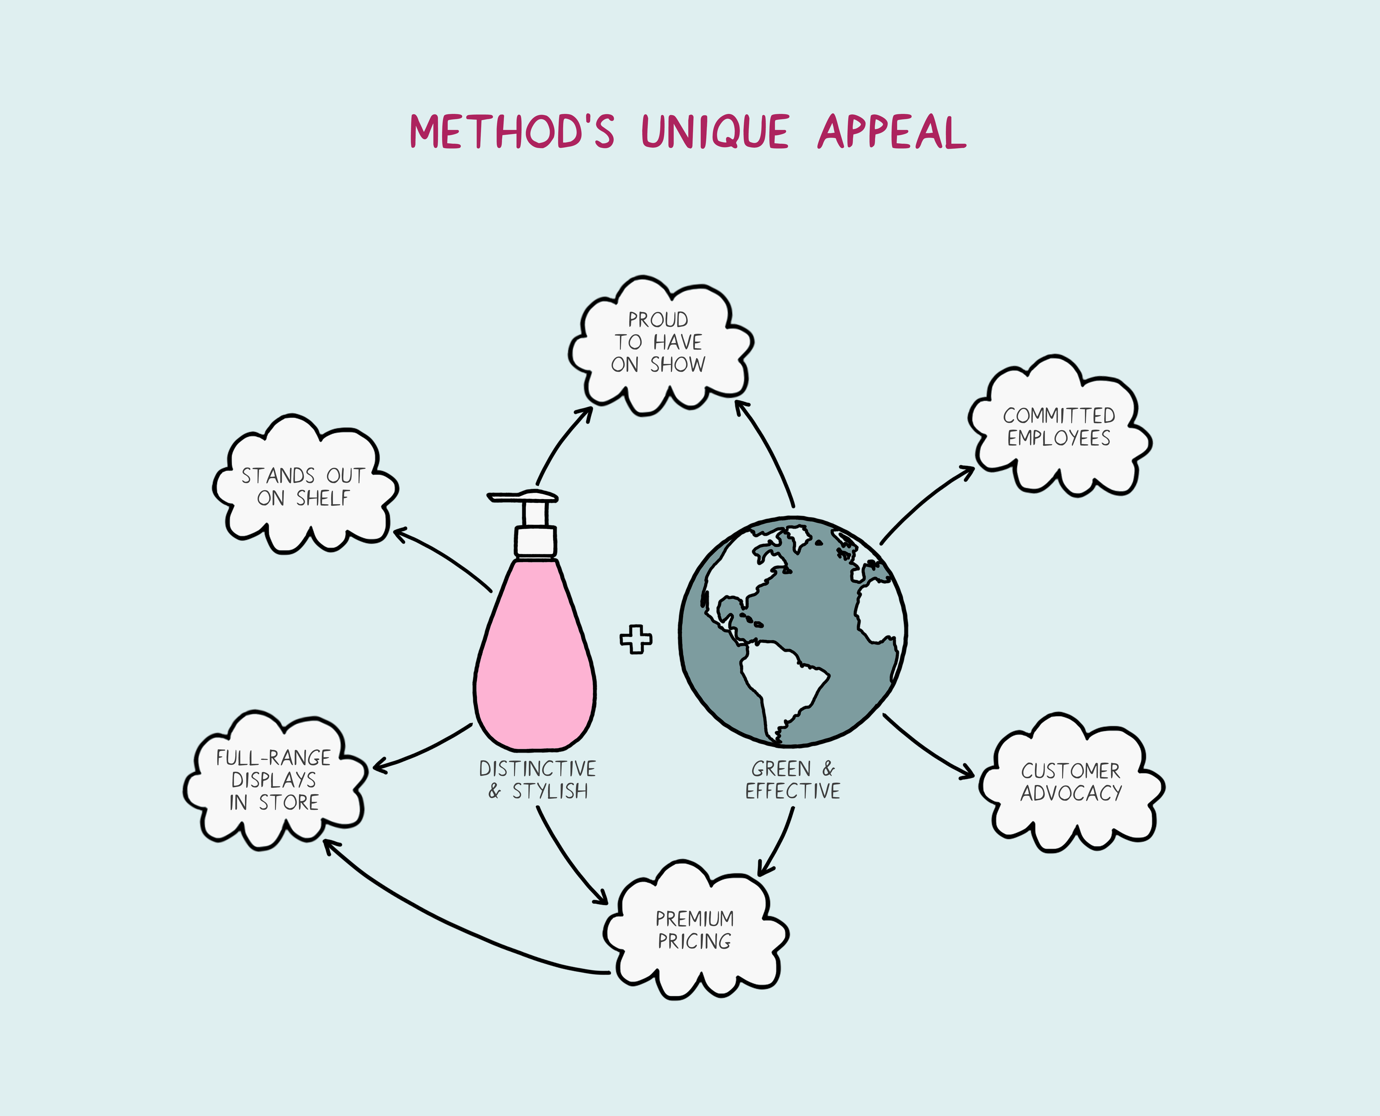 METHOD'S UNIQUE APPEAL
PROUD
TO HAVE
ON SHOW
COMMITTED
EMPLOYEES
STANDS OUT
ON SHELF
FULL-RANGE
DISPLAYS
IN STORE
DISTINCTIVE
& STYLISH
GREEN &
EFFECTIVE
CUSTOMER
ADVOCACY
PREMIUM
PRICING